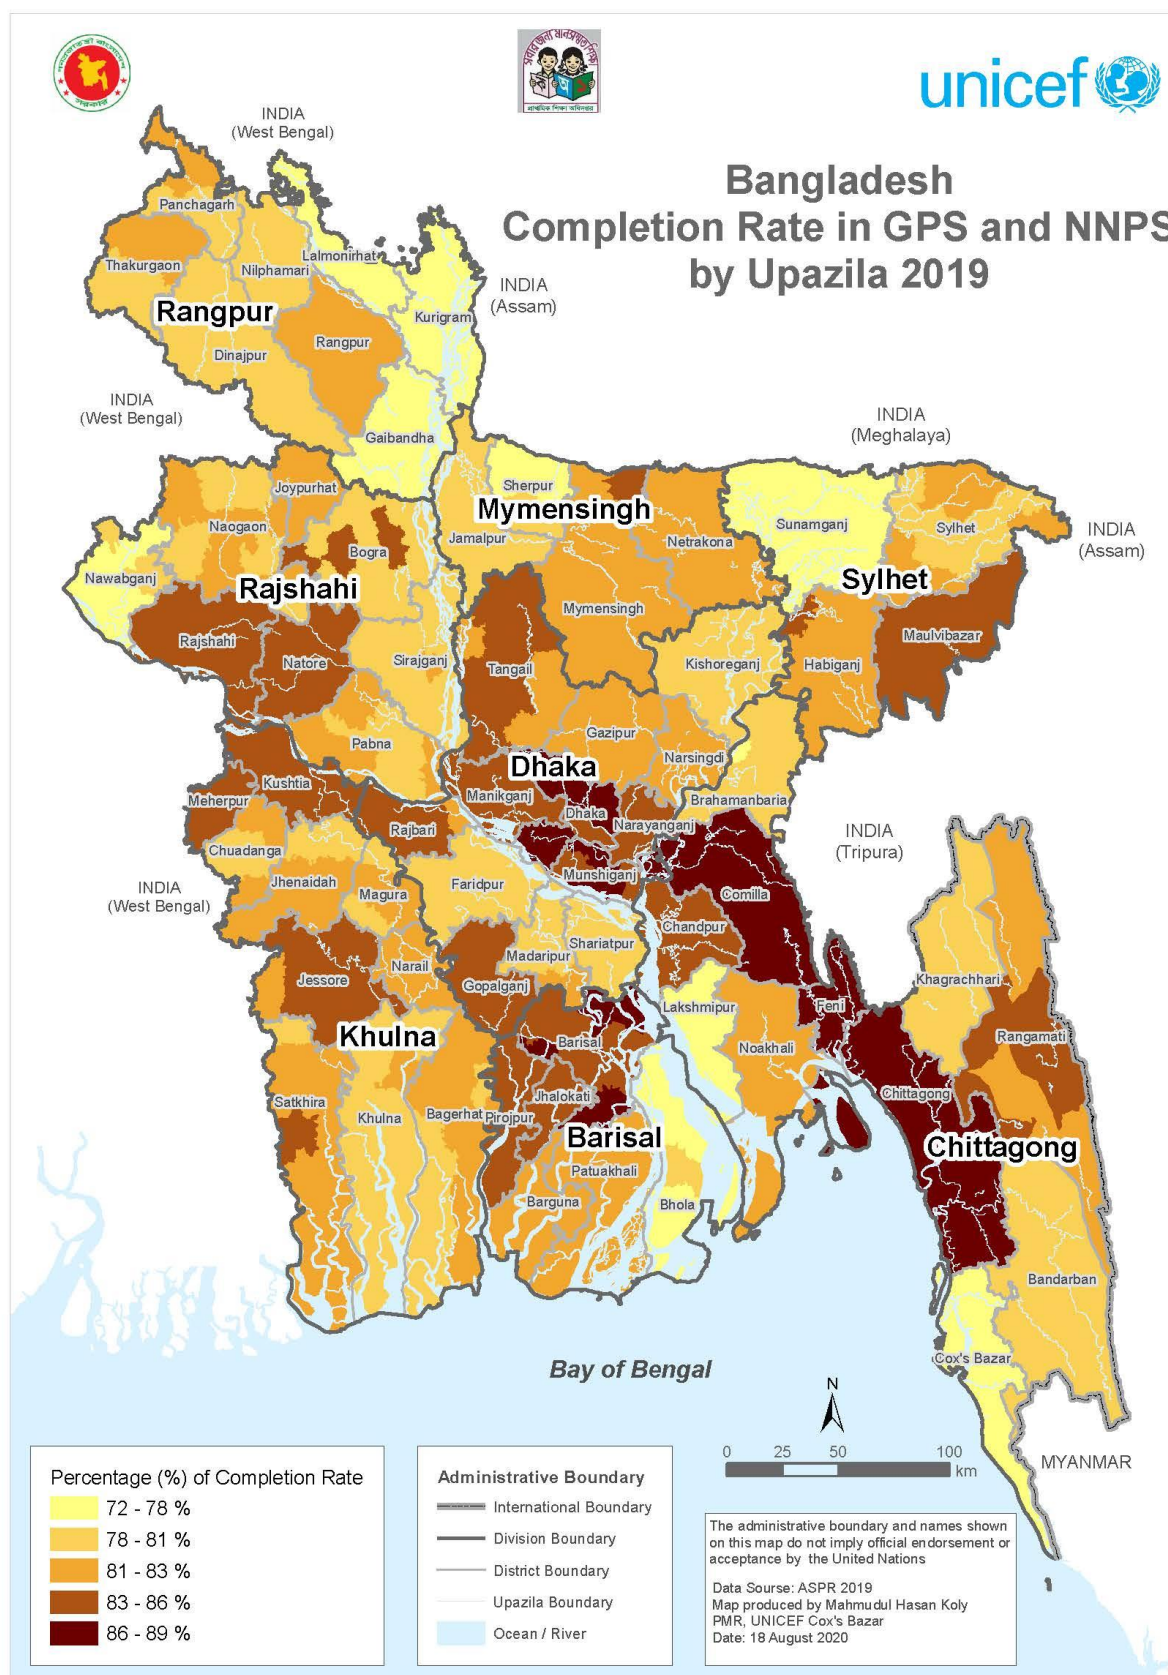 সবার জন্য মানসম্মত শিক্ষা
প্রাথমিক শিক্ষা অধিদপ্তর
unicef
Bangladesh
Completion Rate in GPS and NNPS
by Upazila 2019
INDIA
(West Bengal)
Panchagarh
Thakurgaon
Nilphamari
Lalmonirhat
INDIA
(Assam)
Rangpur
Kurigram
Rangpur
Dinajpur
INDIA
(West Bengal)
Gaibandha
INDIA
(Meghalaya)
Joypurhat
Sherpur
Mymensingh
Naogaon
Sunamganj
Sylhet
INDIA
(Assam)
Jamalpur
Netrakona
Bogra
Nawabganj
Rajshahi
Sylhet
Mymensingh
Rajshahi
Maulvibazar
Natore
Sirajganj
Tangail
Kishoreganj
Habiganj
Gazipur
Pabna
Narsingdi
Dhaka
Kushtia
Meherpur
Manikganj
Brahamanbaria
Dhaka
Narayanganj
Rajbari
INDIA
(Tripura)
Chuadanga
Munshiganj
Jhenaidah
Faridpur
INDIA
(West Bengal)
Magura
Comilla
Chandpur
Shariatpur
Madaripur
Narail
Jessore
Gopalganj
Khagrachhari
Lakshmipur
Feni
Khulna
Barisal
Noakhali
Rangamati
Chittagong
Satkhira
Jhalokati
Khulna
Bagerhat
Pirojpur
Barisal
Chittagong
Patuakhali
Barguna
Bhola
Bandarban
Cox's Bazar
Bay of Bengal
N
0 25 50 100
km
MYANMAR
Percentage (%) of Completion Rate
72 - 78 %
78 - 81 %
81 - 83 %
83 - 86 %
86 - 89 %
Administrative Boundary
International Boundary
Division Boundary
District Boundary
Upazila Boundary
Ocean / River
The administrative boundary and names shown
on this map do not imply official endorsement or
acceptance by the United Nations
Data Sourse: ASPR 2019
Map produced by Mahmudul Hasan Koly
PMR, UNICEF Cox's Bazar
Date: 18 August 2020